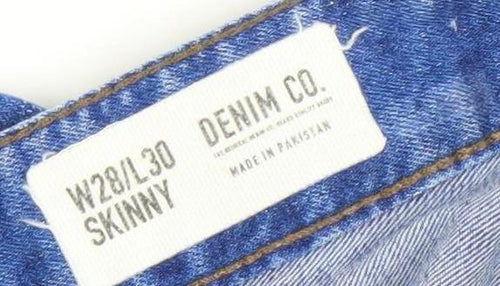 W28/L30
SKINNY
DENIM CO.
MADE IN PAKISTAN